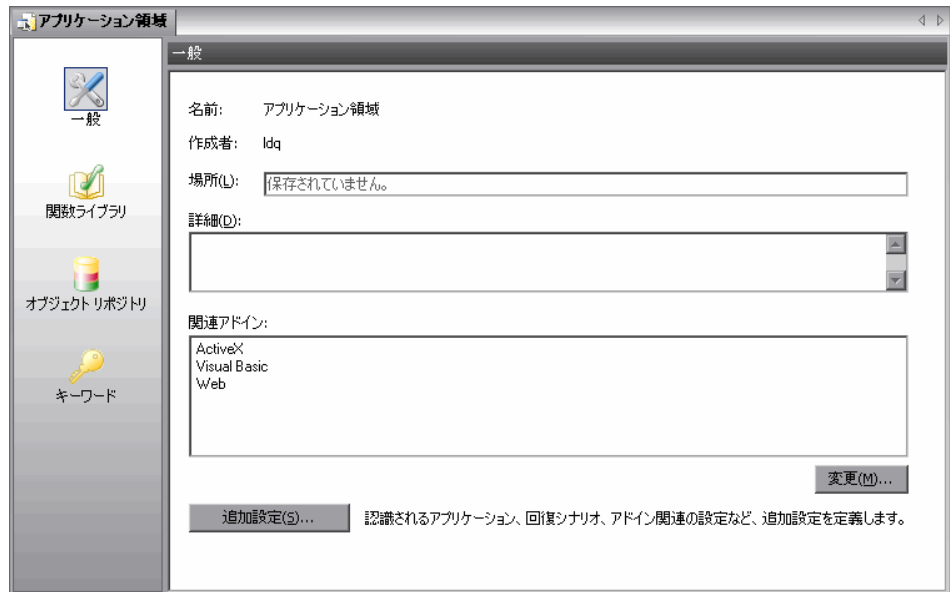 アプリケーション領域
一般
関数ライブラリ
オブジェクト リポジトリ
キーワード
一般
名前: アプリケーション領域
作成者: ldq
場所(L): 保存されていません。
詳細(D):
関連アドイン:
ActiveX
Visual Basic
Web
変更(M)...
追加設定(S)... 認識されるアプリケーション、回復シナリオ、アドイン関連の設定など、追加設定を定義します。